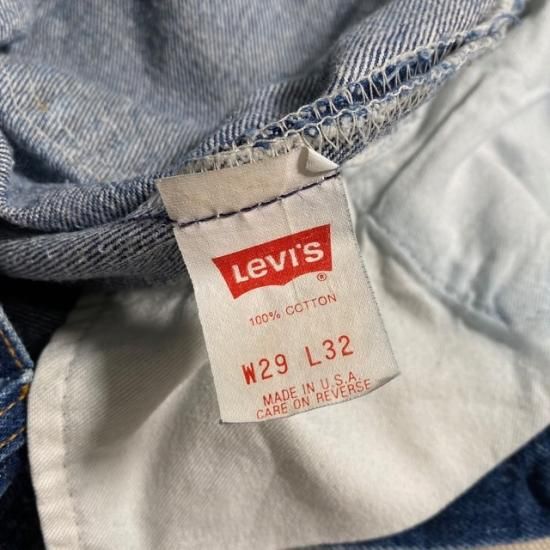 Levi's
®
100% COTTON
W29 L32
MADE IN U.S.A.
CARE ON REVERSE